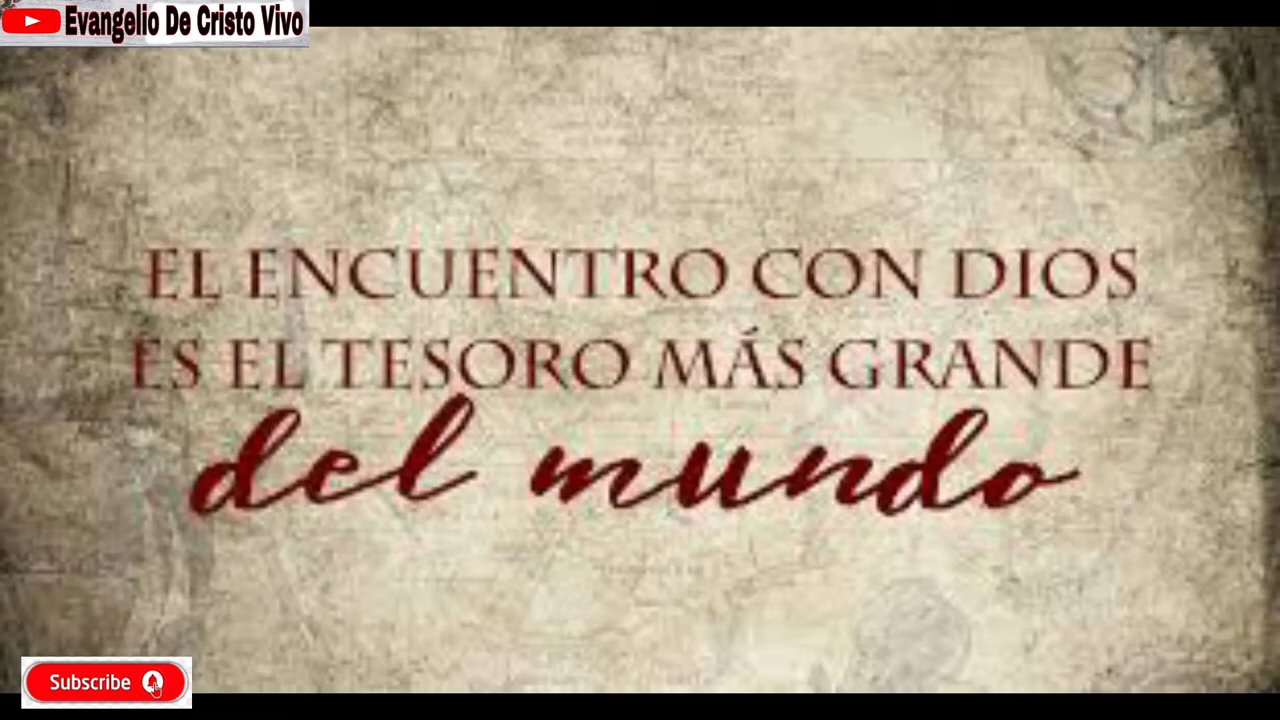 Evangelio De Cristo Vivo
EL ENCUENTRO CON DIOS
ES EL TESORO MÁS GRANDE
del mundo
Subscribe